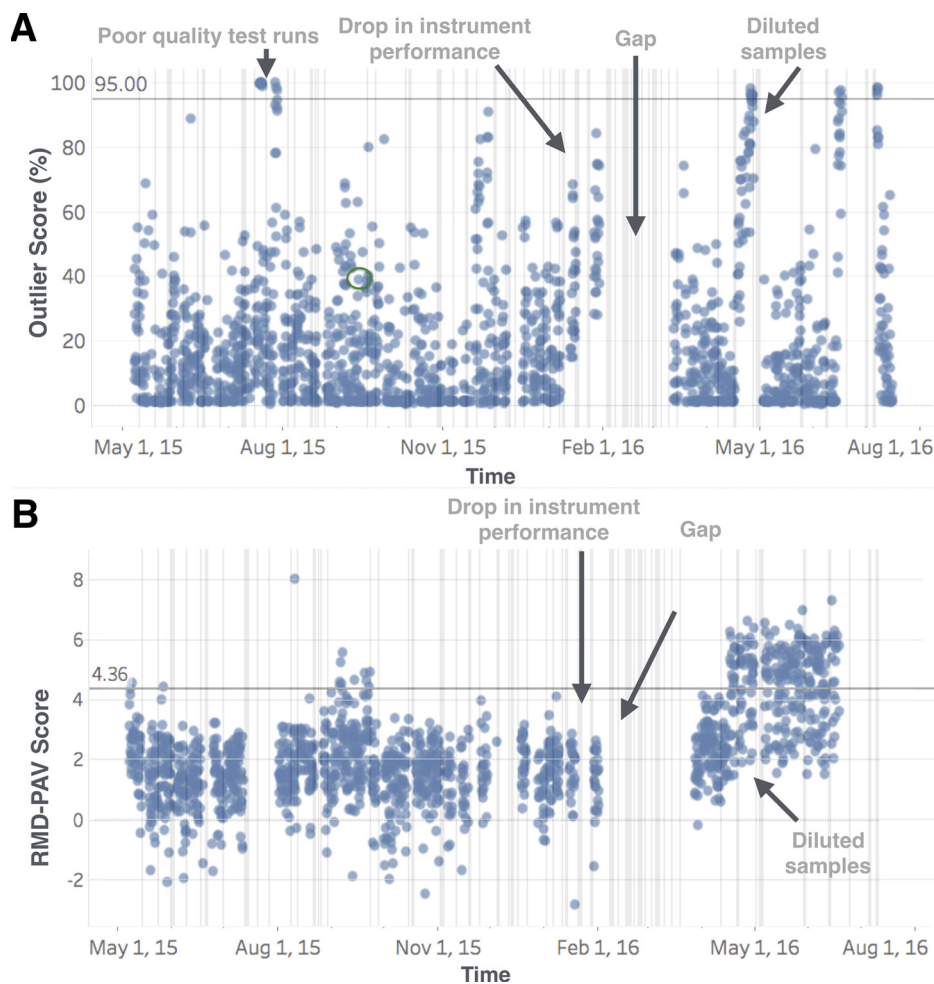 A
Poor quality test runs
Drop in instrument
performance
Gap
Diluted
samples
95.00
100
80
60
40
20
0
Outlier Score (%)
May 1, 15
Aug 1, 15
Nov 1, 15
Feb 1, 16
May 1, 16
Aug 1, 16
Time
B
Drop in instrument
performance
Gap
4.36
8
6
4
2
0
-2
RMD-PAV Score
Diluted
samples
May 1, 15
Aug 1, 15
Nov 1, 15
Feb 1, 16
May 1, 16
Aug 1, 16
Time